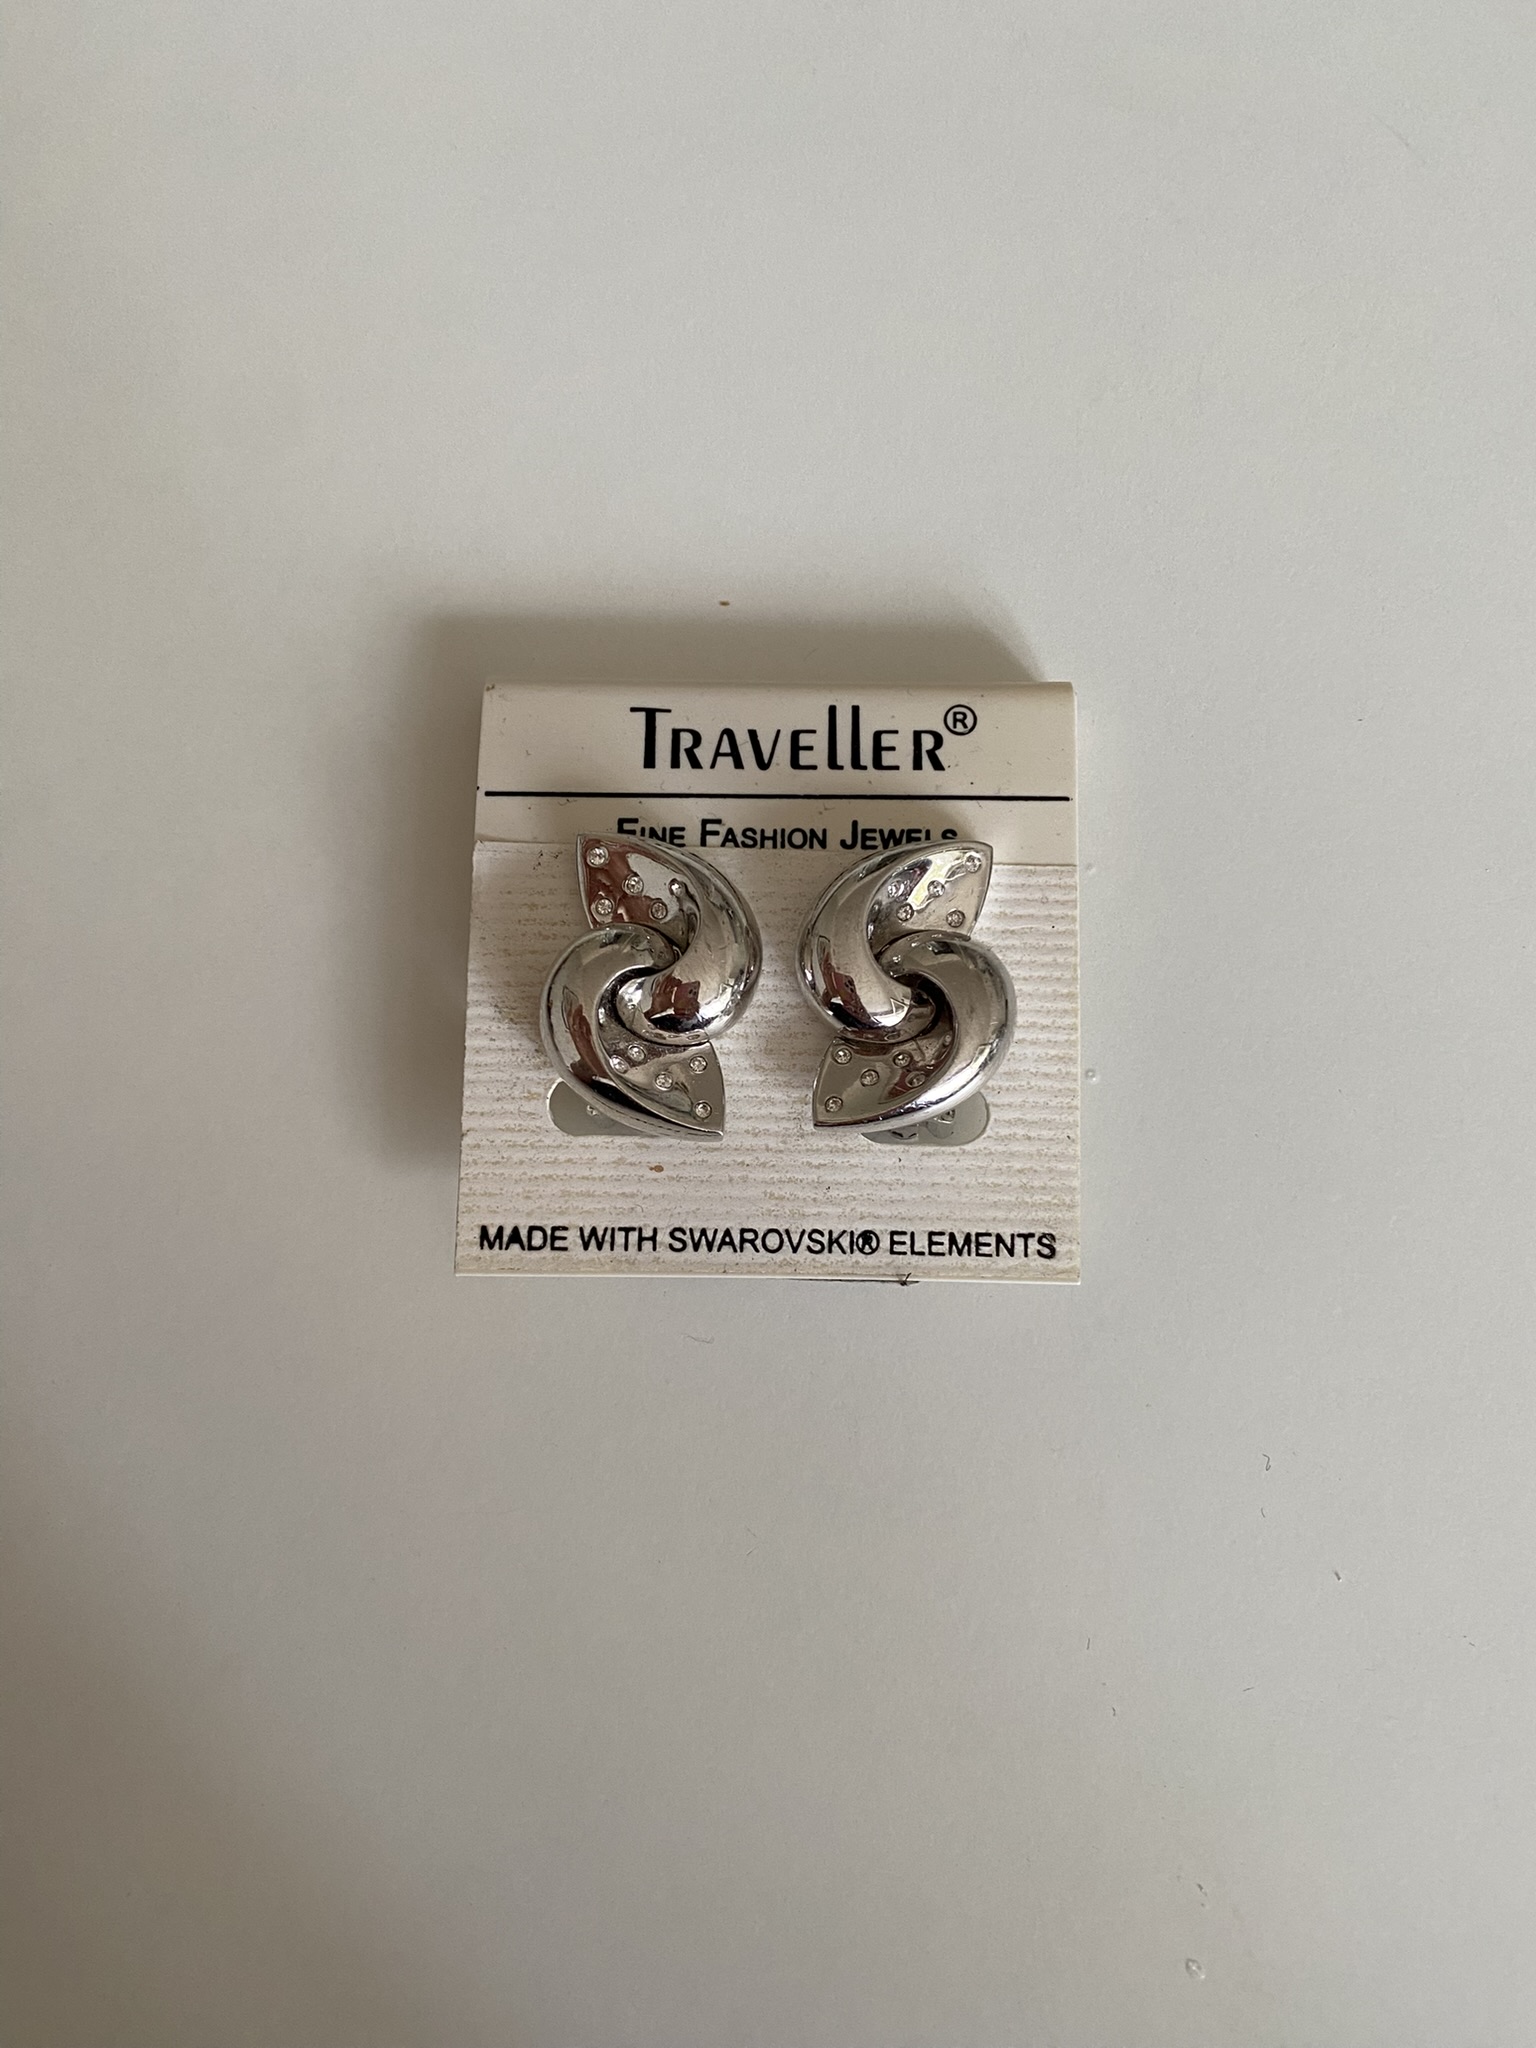 TRAVELLER®
FINE FASHION JEWELS
MADE WITH SWAROVSKI® ELEMENTS